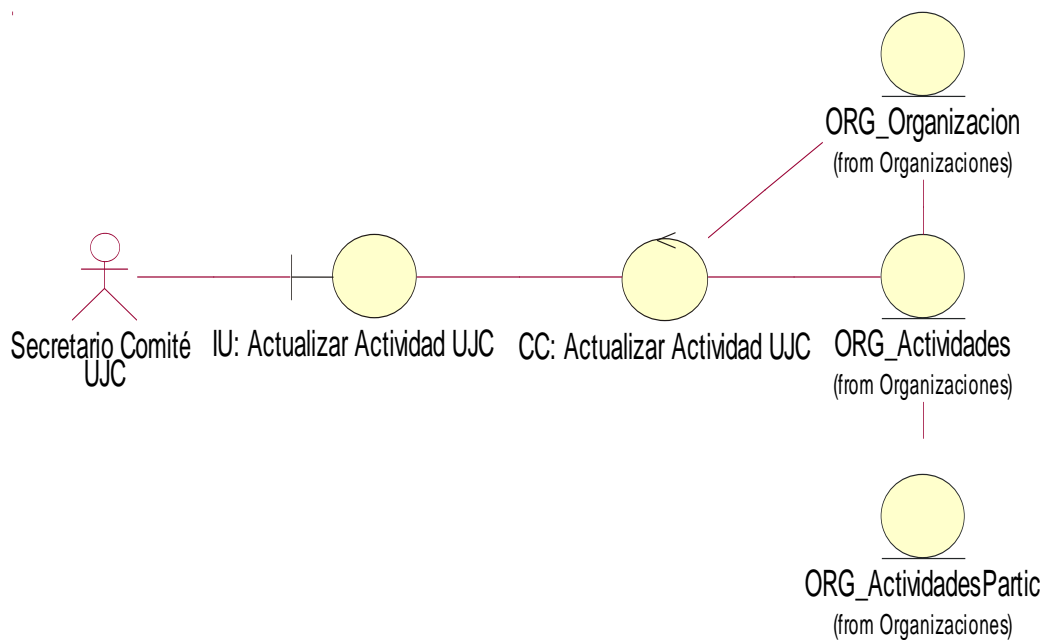 ORG_Organizacion
(from Organizaciones)
Secretario Comité
UJC
IU: Actualizar Actividad UJC
CC: Actualizar Actividad UJC
ORG_Actividades
(from Organizaciones)
ORG_ActividadesPartic
(from Organizaciones)